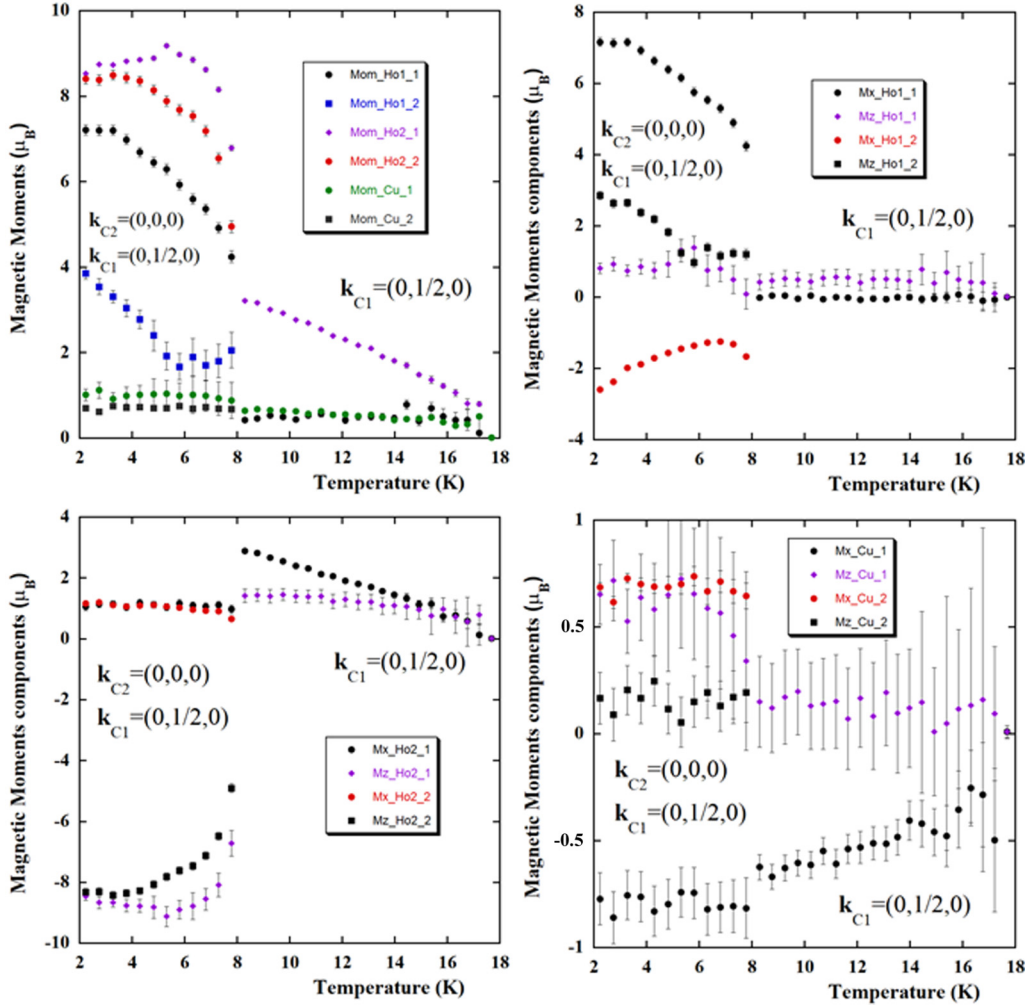 Magnetic Moments (μB)
10
8
6
4
2
0
Mom_Ho1_1
Mom_Ho1_2
Mom_Ho2_1
Mom_Ho2_2
Mom_Cu_1
Mom_Cu_2
kC2=(0,0,0)
kC1=(0,1/2,0)
kC1=(0,1/2,0)
2 4 6 8 10 12 14 16 18
Temperature (K)
Magnetic Moments components (μB)
8
6
4
2
0
-2
-4
Mx_Ho1_1
Mz_Ho1_1
Mx_Ho1_2
Mz_Ho1_2
kC2=(0,0,0)
kC1=(0,1/2,0)
kC1=(0,1/2,0)
2 4 6 8 10 12 14 16 18
Temperature (K)
Magnetic Moments components (μB)
4
2
0
-2
-4
-6
-8
-10
kC2=(0,0,0)
kC1=(0,1/2,0)
kC1=(0,1/2,0)
Mx_Ho2_1
Mz_Ho2_1
Mx_Ho2_2
Mz_Ho2_2
2 4 6 8 10 12 14 16 18
Temperature (K)
Magnetic Moments components (μB)
1
0.5
0
-0.5
-1
Mx_Cu_1
Mz_Cu_1
Mx_Cu_2
Mz_Cu_2
kC2=(0,0,0)
kC1=(0,1/2,0)
kC1=(0,1/2,0)
2 4 6 8 10 12 14 16 18
Temperature (K)